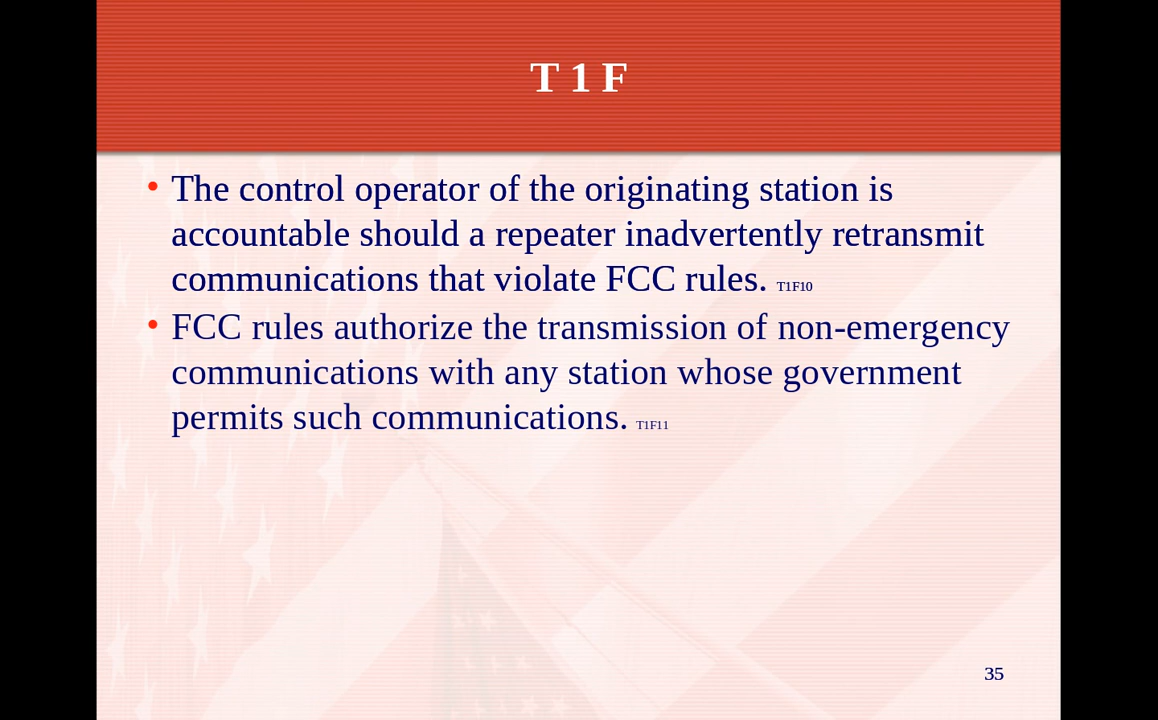 T 1 F
• The control operator of the originating station is
accountable should a repeater inadvertently retransmit
communications that violate FCC rules. T1F10
• FCC rules authorize the transmission of non-emergency
communications with any station whose government
permits such communications. T1F11
35